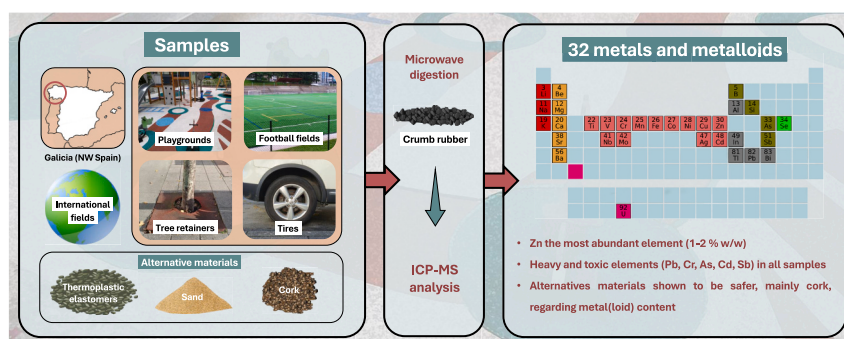 Samples
Galicia (NW Spain)
Playgrounds
Football fields
International
fields
Tree retainers
Tires
Alternative materials
Thermoplastic
elastomers
Sand
Cork
Microwave
digestion
Crumb rubber
ICP-MS
analysis
32 metals and metalloids
3
4
Be
5
B
11
Na
12
Mg
13
Al
14
Si
19
K
20
Ca
22
Ti
23
V
24
Cr
25
Mn
26
Fe
27
Co
28
Ni
29
Cu
30
Zn
33
As
34
Se
38
Sr
41
Nb
42
Mo
47
Ag
48
Cd
49
In
51
Sb
56
Ba
81
Tl
82
Pb
83
Bi
92
U
• Zn the most abundant element (1-2 % w/w)
• Heavy and toxic elements (Pb, Cr, As, Cd, Sb) in all samples
• Alternatives materials shown to be safer, mainly cork,
regarding metal(loid) content